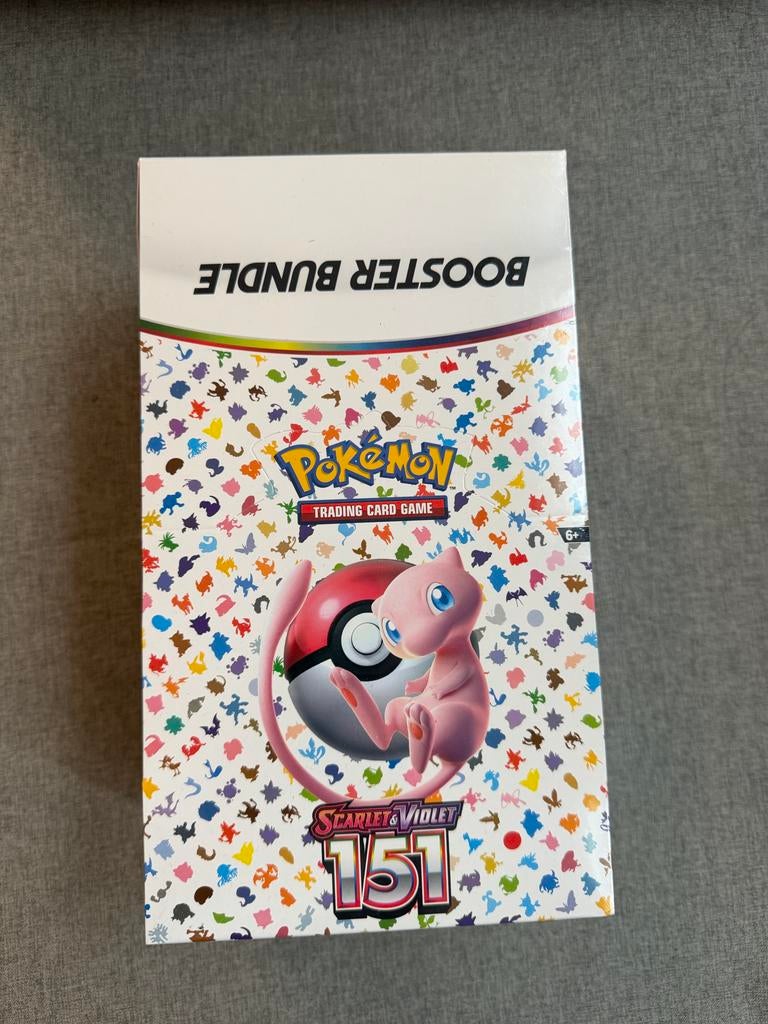 BOOSTER BUNDLE
POKéMON
TRADING CARD GAME
6+
SCARLET & VIOLET
151